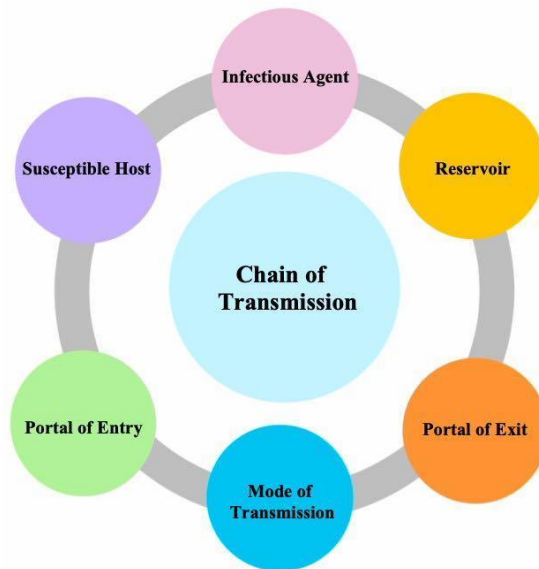 Infectious Agent
Reservoir
Portal of Exit
Mode of
Transmission
Portal of Entry
Susceptible Host
Chain of
Transmission